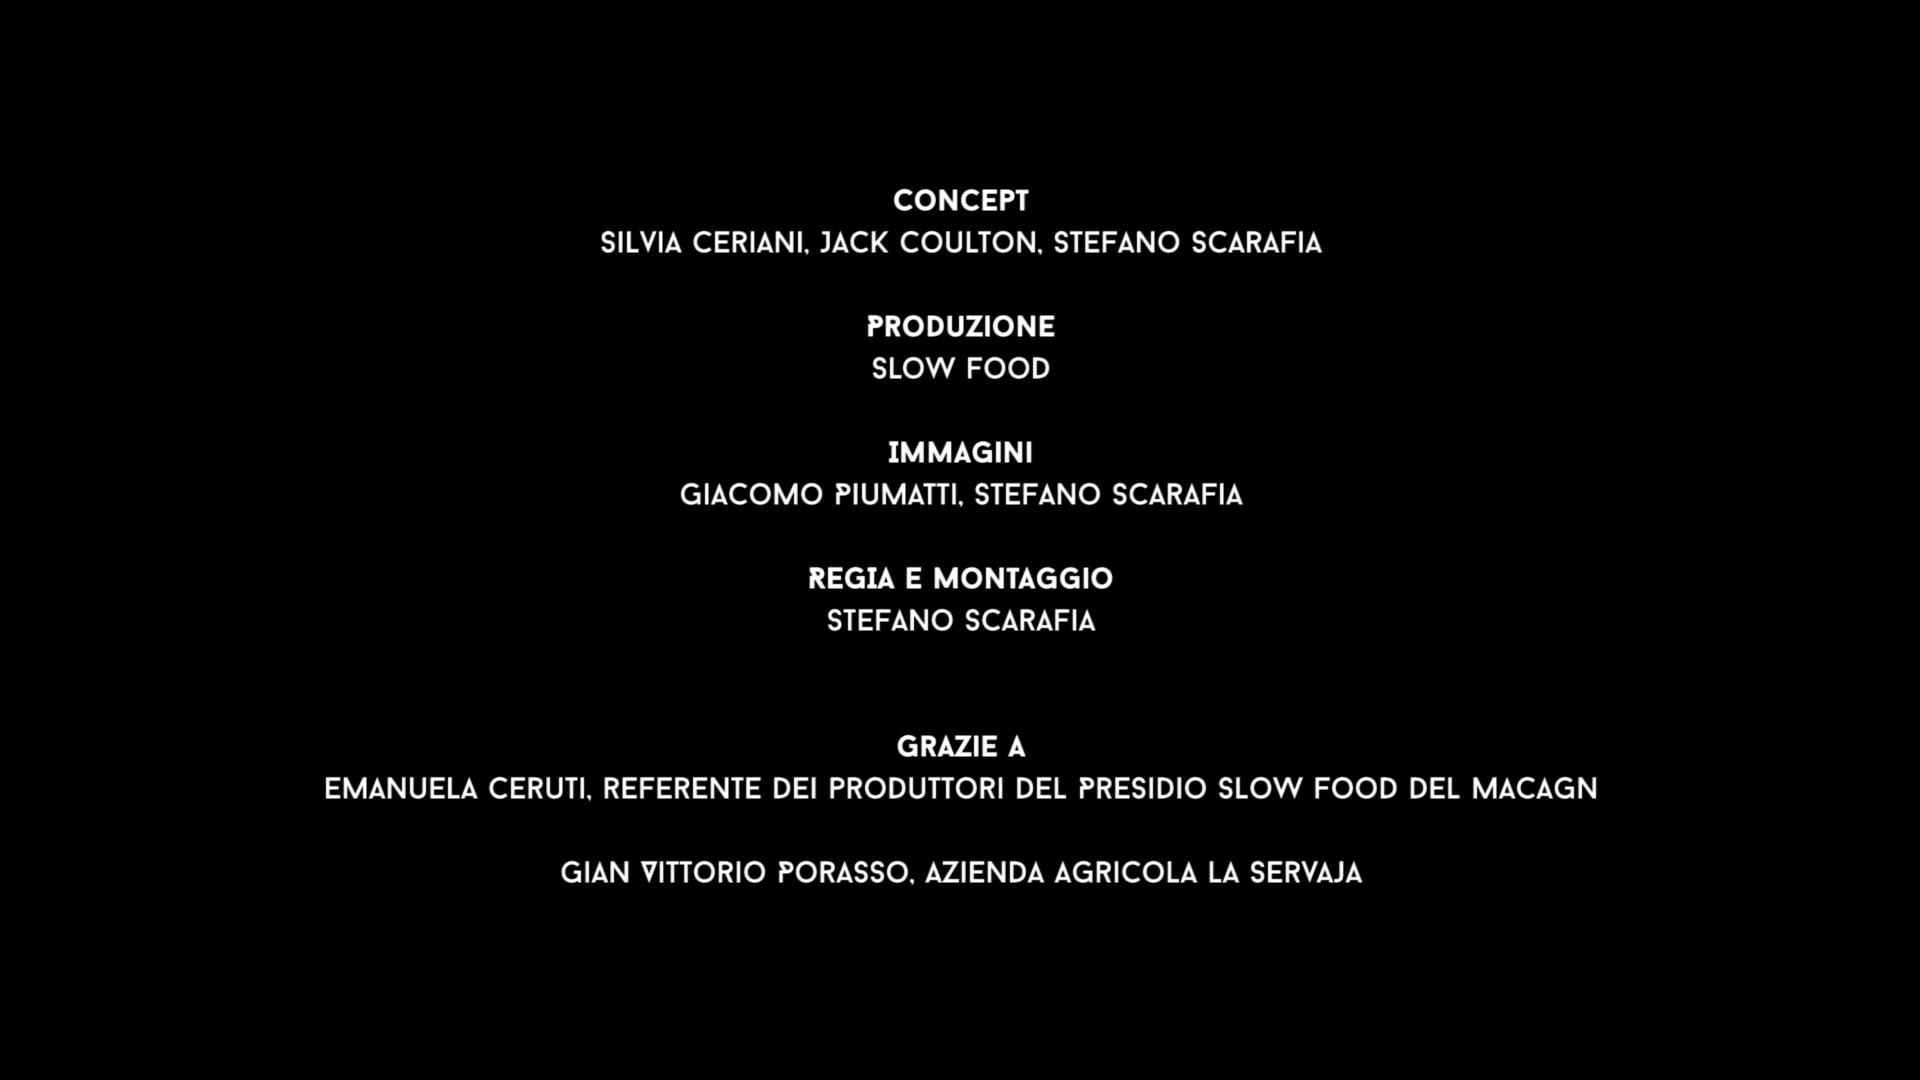 CONCEPT
SILVIA CERIANI, JACK COULTON, STEFANO SCARAFIA
PRODUZIONE
SLOW FOOD
IMMAGINI
GIACOMO PIUMATTI, STEFANO SCARAFIA
REGIA E MONTAGGIO
STEFANO SCARAFIA
GRAZIE A
EMANUELA CERUTI, REFERENTE DEI PRODUTTORI DEL PRESIDIO SLOW FOOD DEL MACAGN
GIAN VITTORIO PORASSO, AZIENDA AGRICOLA LA SERVAJA